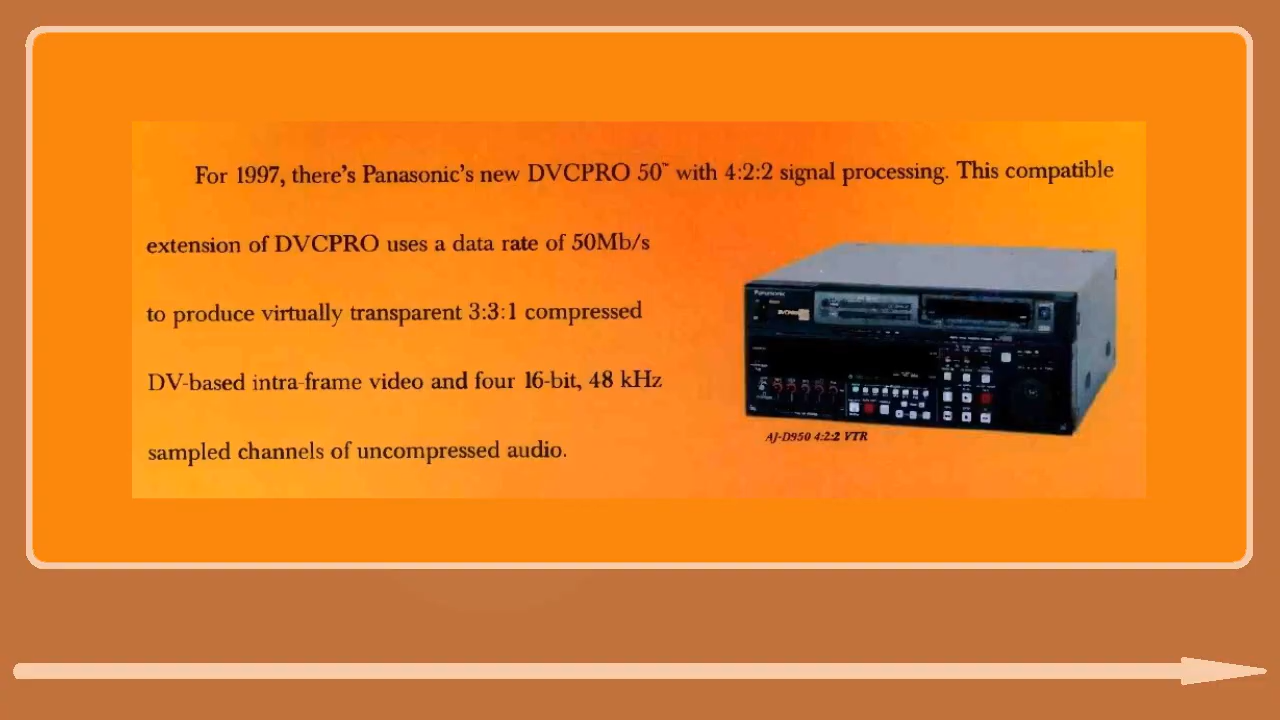 For 1997, there's Panasonic's new DVCPRO 50™ with 4:2:2 signal processing. This compatible
extension of DVCPRO uses a data rate of 50Mb/s
to produce virtually transparent 3:3:1 compressed
DV-based intra-frame video and four 16-bit, 48 kHz
sampled channels of uncompressed audio.
Panasonic
DVCPRO
AJ-D950 4:2:2 VTR